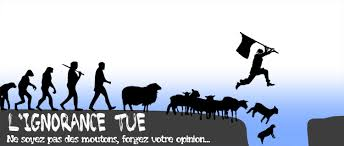 L'IGNORANCE TUE
Ne soyez pas des moutons, forgez votre opinion...